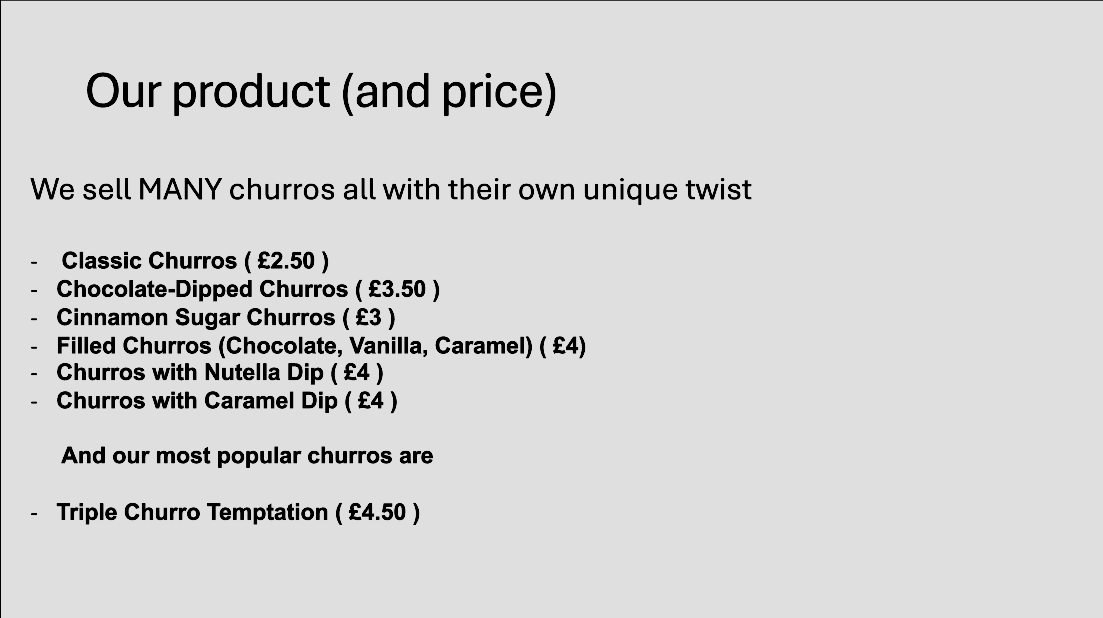 Our product (and price)
We sell MANY churros all with their own unique twist
- Classic Churros ( £2.50 )
- Chocolate-Dipped Churros ( £3.50 )
- Cinnamon Sugar Churros ( £3 )
- Filled Churros (Chocolate, Vanilla, Caramel) ( £4)
- Churros with Nutella Dip ( £4 )
- Churros with Caramel Dip ( £4 )
And our most popular churros are
- Triple Churro Temptation ( £4.50 )